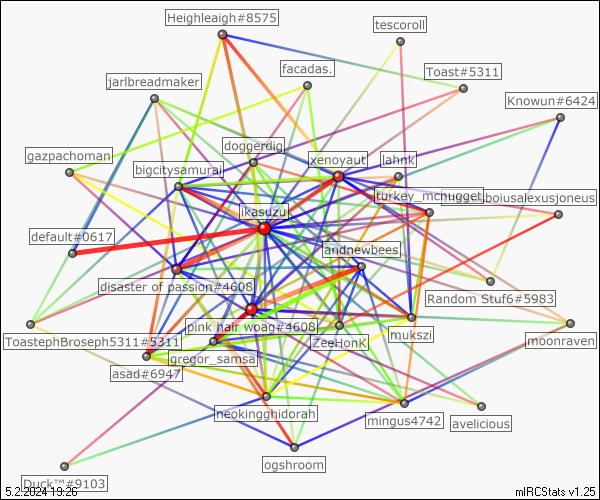 Heighleaigh#8575
tescoroll
facadas.
Toast#5311
jarlbreadmaker
Knowun#6424
doggerdig
gazpachoman
xenoyaut
lahnk
bigcitysamurai
turkey_mcnugget
boiusalexusjoneus
ikasuzu
default#0617
andnewbees
disaster of passion#4608
Random Stuf6#5983
pink hair woag#4608
ToastephBroseph5311#5311
ZeeHonK
mukszi
moonraven
gregor_samsa
asad#6947
neokingghidorah
mingus4742
avelicious
ogshroom
Duck™#9103
5.2.2024 19:26
mIRCStats v1.25